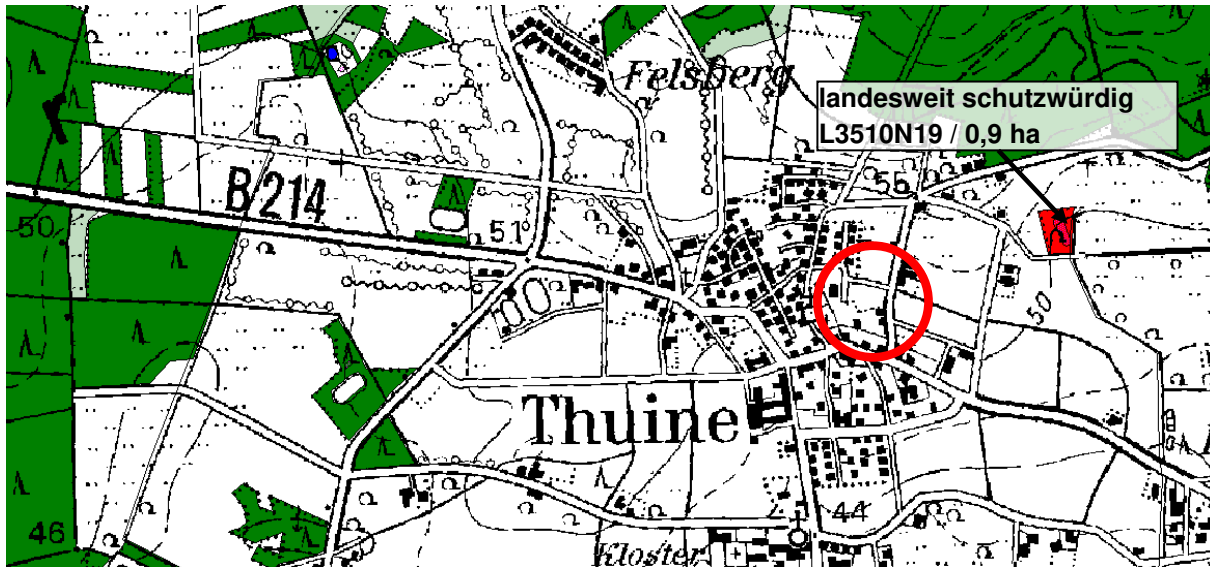 Felsberg
landesweit schutzwürdig
L3510N19 / 0,9 ha
B 214
55
50
51
50
Thuine
46
44
Kloster